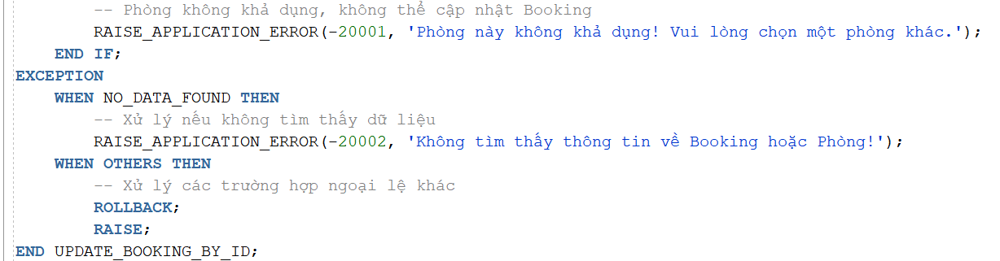 -- Phòng không khả dụng, không thể cập nhật Booking
RAISE_APPLICATION_ERROR(-20001, 'Phòng này không khả dụng! Vui lòng chọn một phòng khác.');
END IF;
EXCEPTION
WHEN NO_DATA_FOUND THEN
-- Xử lý nếu không tìm thấy dữ liệu
RAISE_APPLICATION_ERROR(-20002, 'Không tìm thấy thông tin về Booking hoặc Phòng!');
WHEN OTHERS THEN
-- Xử lý các trường hợp ngoại lệ khác
ROLLBACK;
RAISE;
END UPDATE_BOOKING_BY_ID;